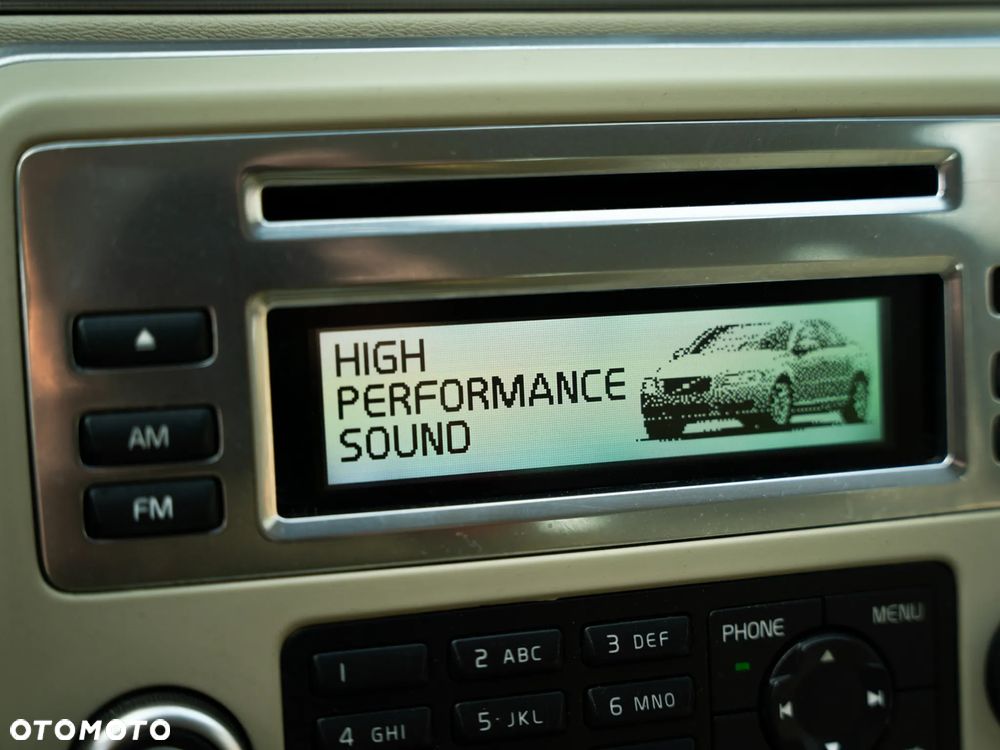 HIGH
PERFORMANCE
SOUND
AM
FM
PHONE
MENU
1
2 ABC
3 DEF
4 GHI
5 JKL
6 MNO
OTOMOTO